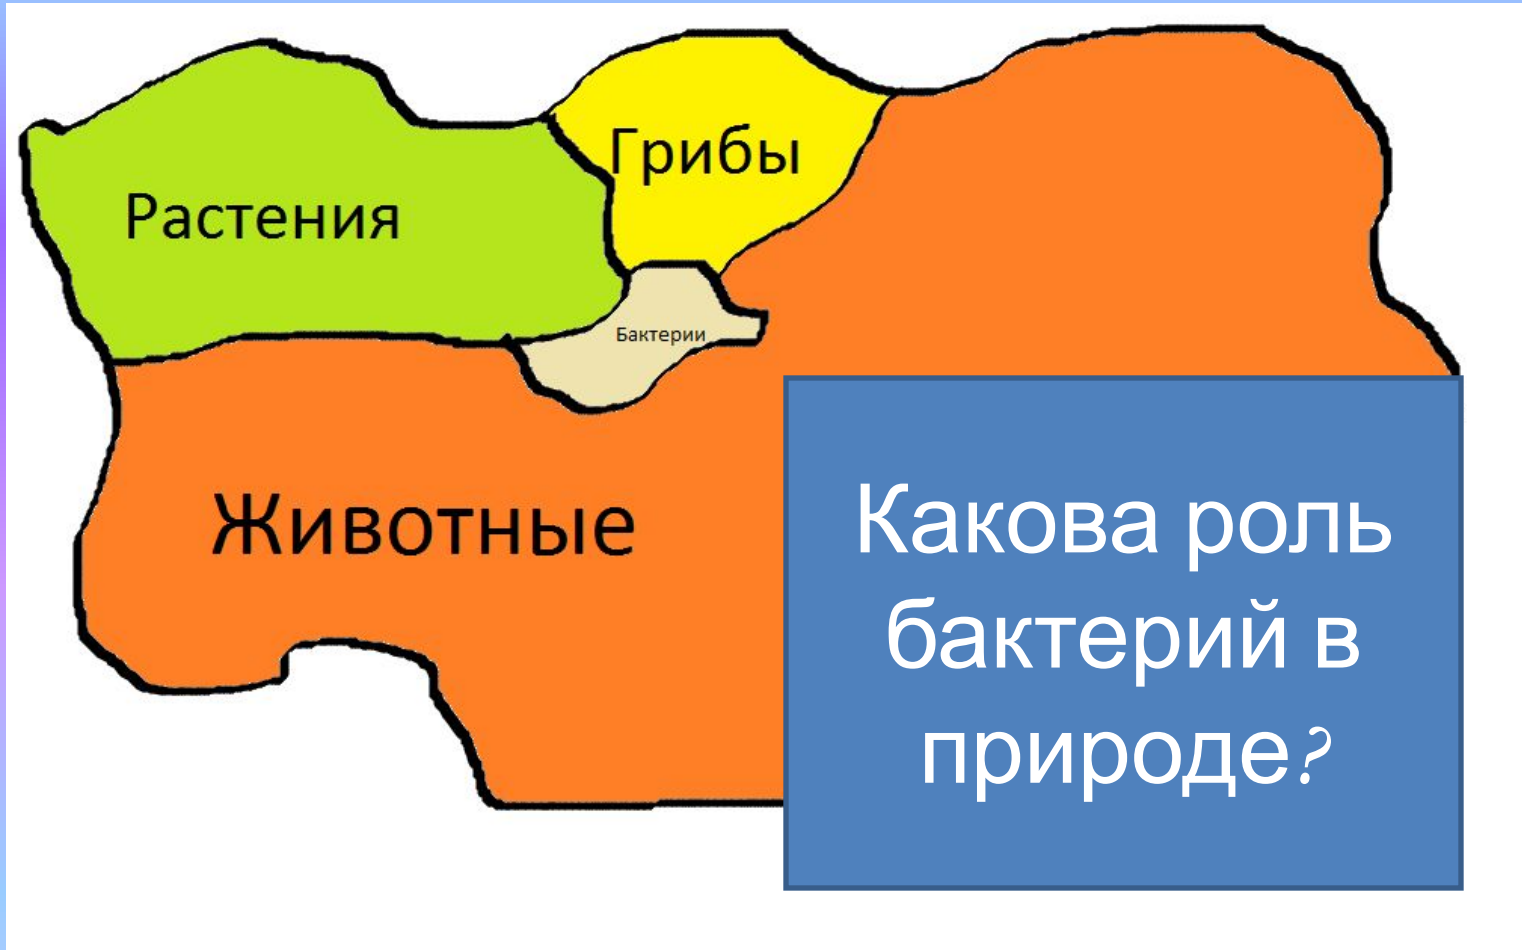 Грибы
Растения
Бактерии
Животные
Какова роль
бактерий в
природе?